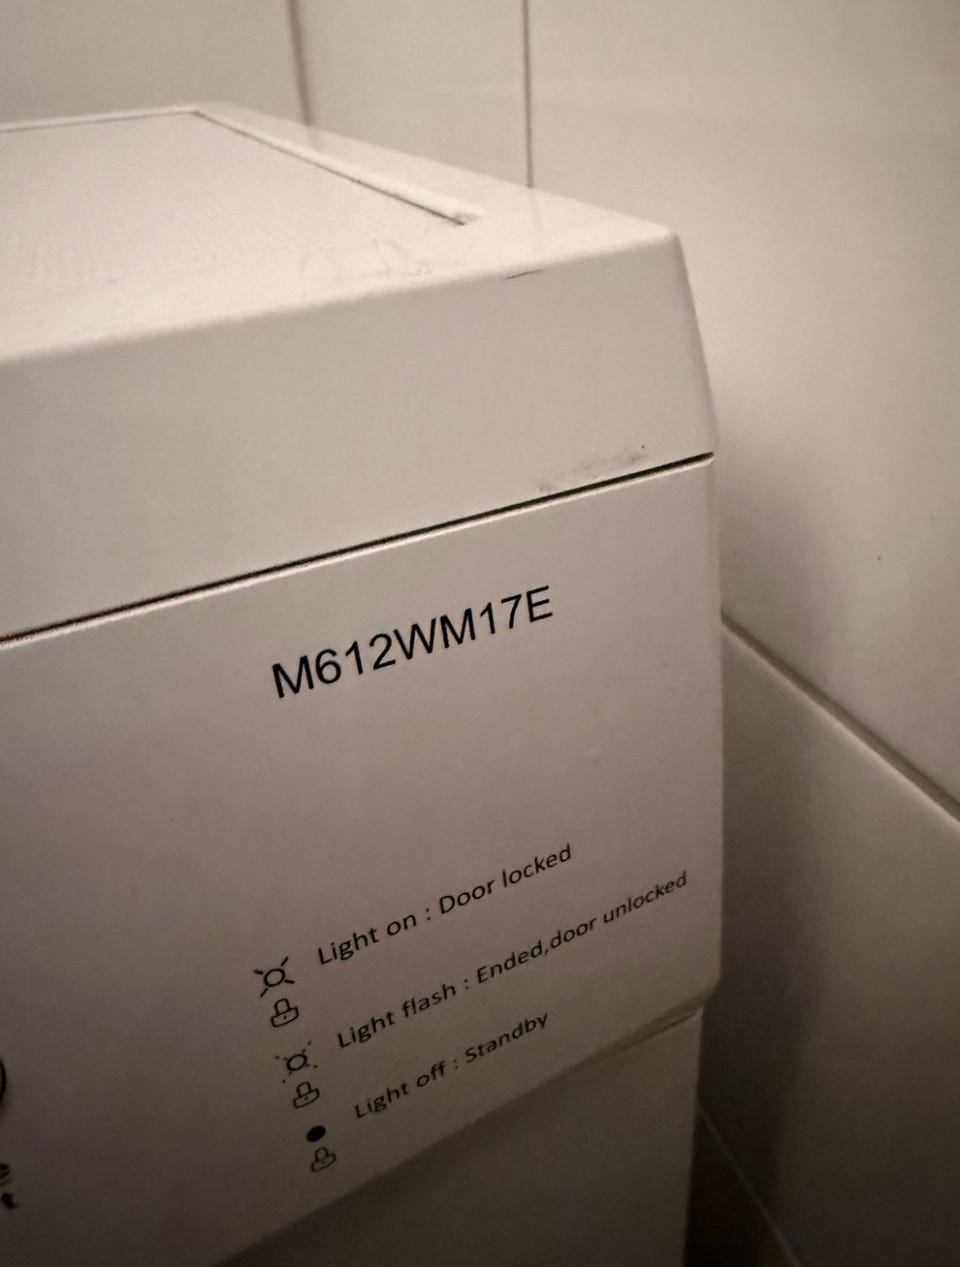 M612WM17E
Light on : Door locked
Light flash : Ended,door unlocked
Light off : Standby